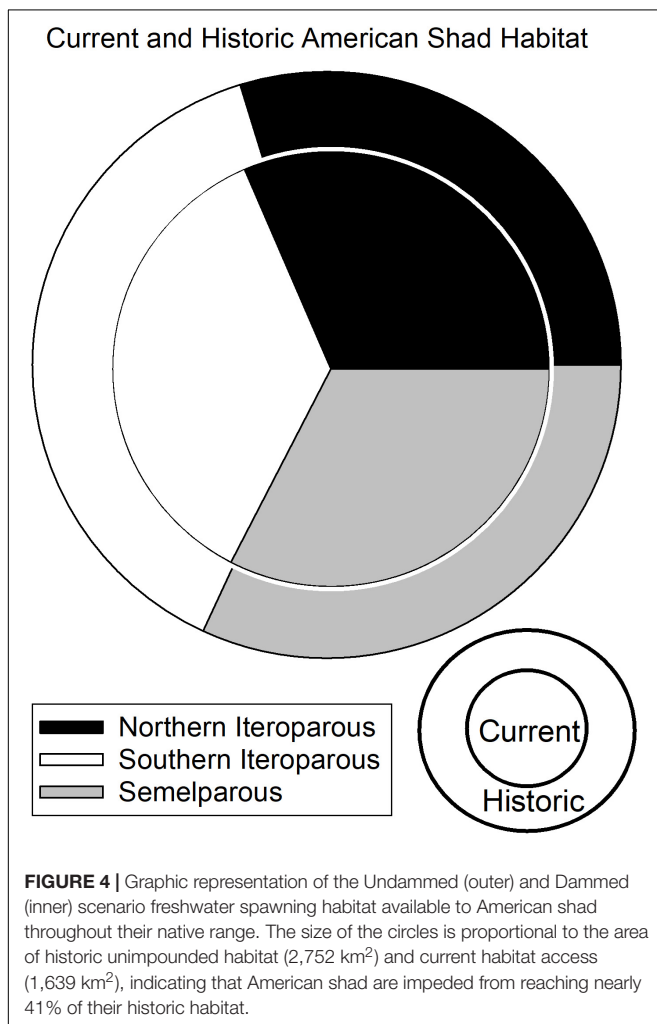 Current and Historic American Shad Habitat
Northern Iteroparous
Southern Iteroparous
Semelparous
Current
Historic
FIGURE 4 | Graphic representation of the Undammed (outer) and Dammed
(inner) scenario freshwater spawning habitat available to American shad
throughout their native range. The size of the circles is proportional to the area
of historic unimpounded habitat (2,752 km²) and current habitat access
(1,639 km²), indicating that American shad are impeded from reaching nearly
41% of their historic habitat.